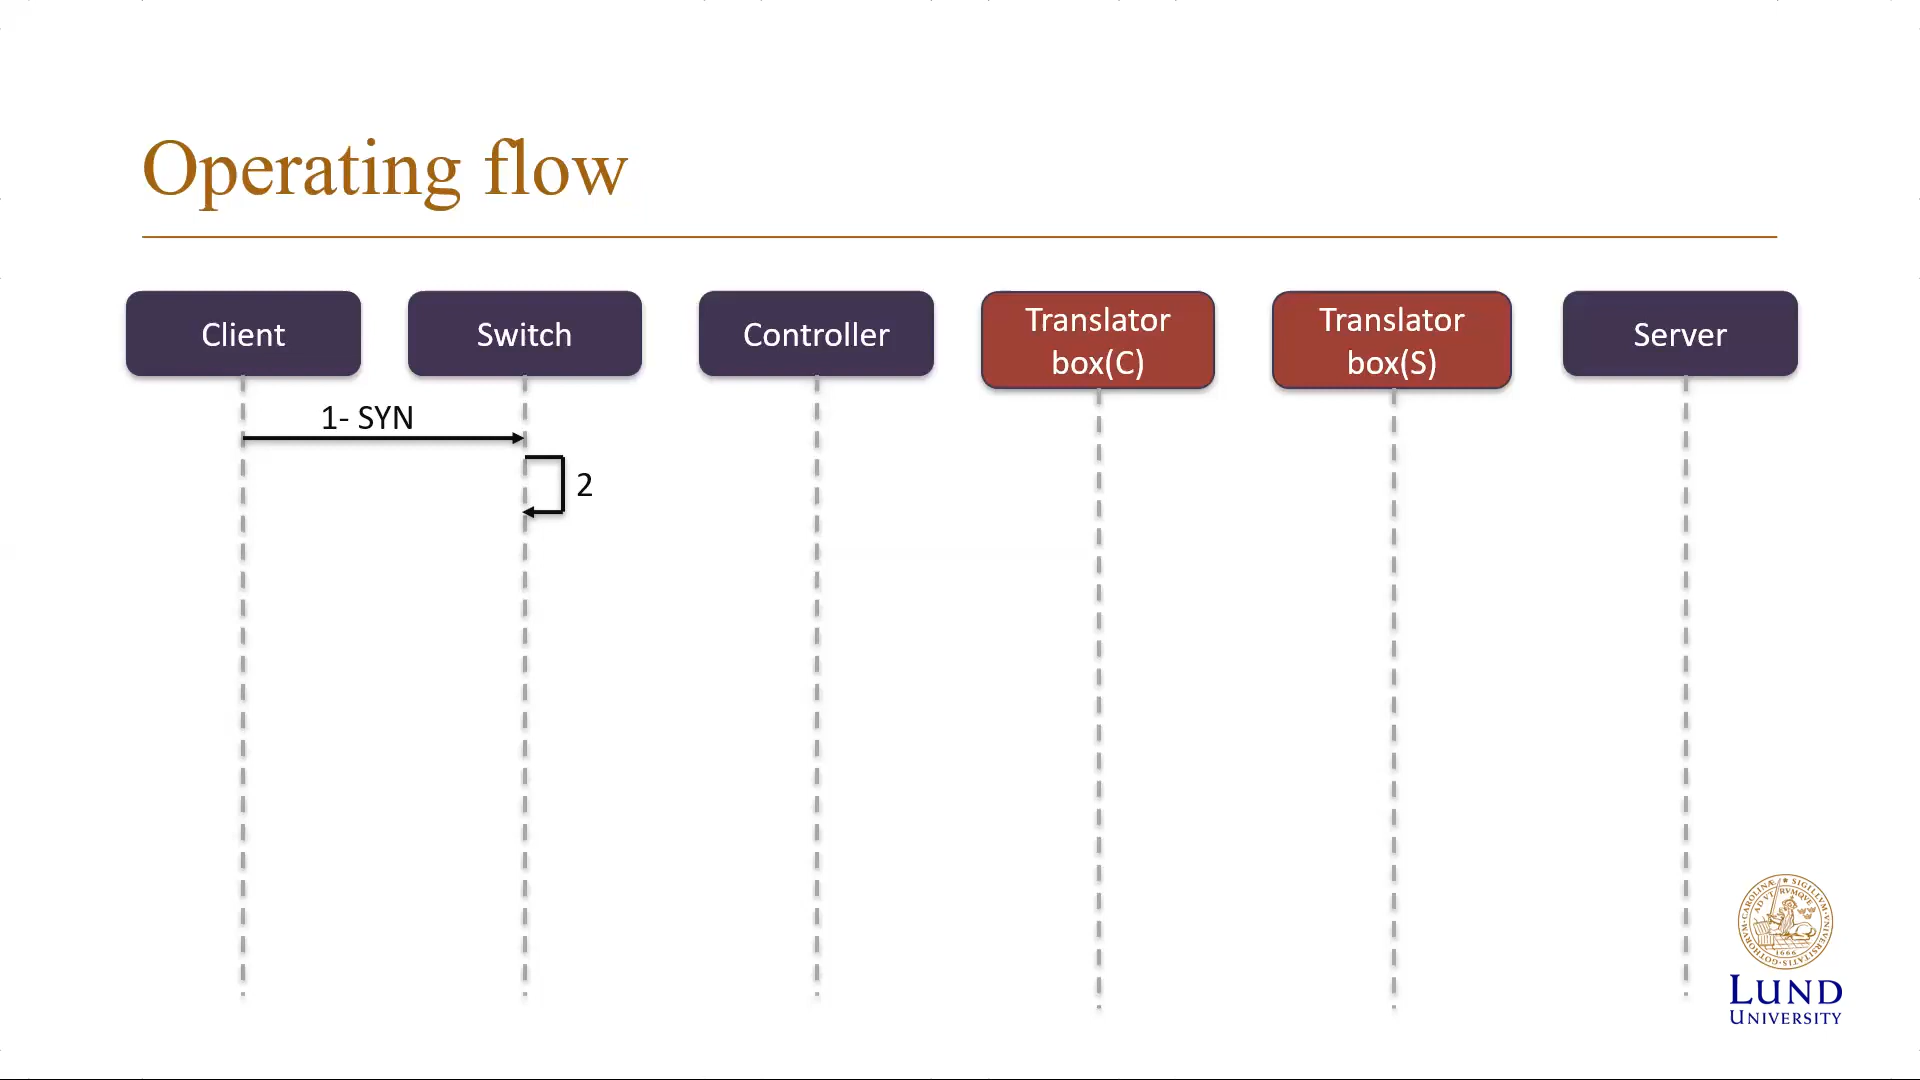 Operating flow
Client
Switch
Controller
Translator
box(C)
Translator
box(S)
Server
1- SYN
2
LUND
UNIVERSITY